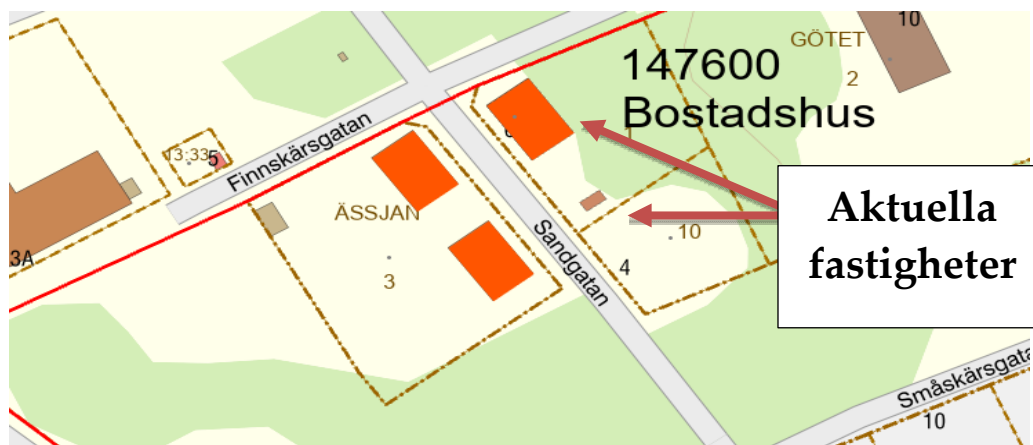 10
GÖTET
2
147600
Bostadshus
13:33
5
Finnskärsgatan
ÄSSJAN
3
3A
Sandgatan
10
4
Aktuella
fastigheter
Småskärsgata
10